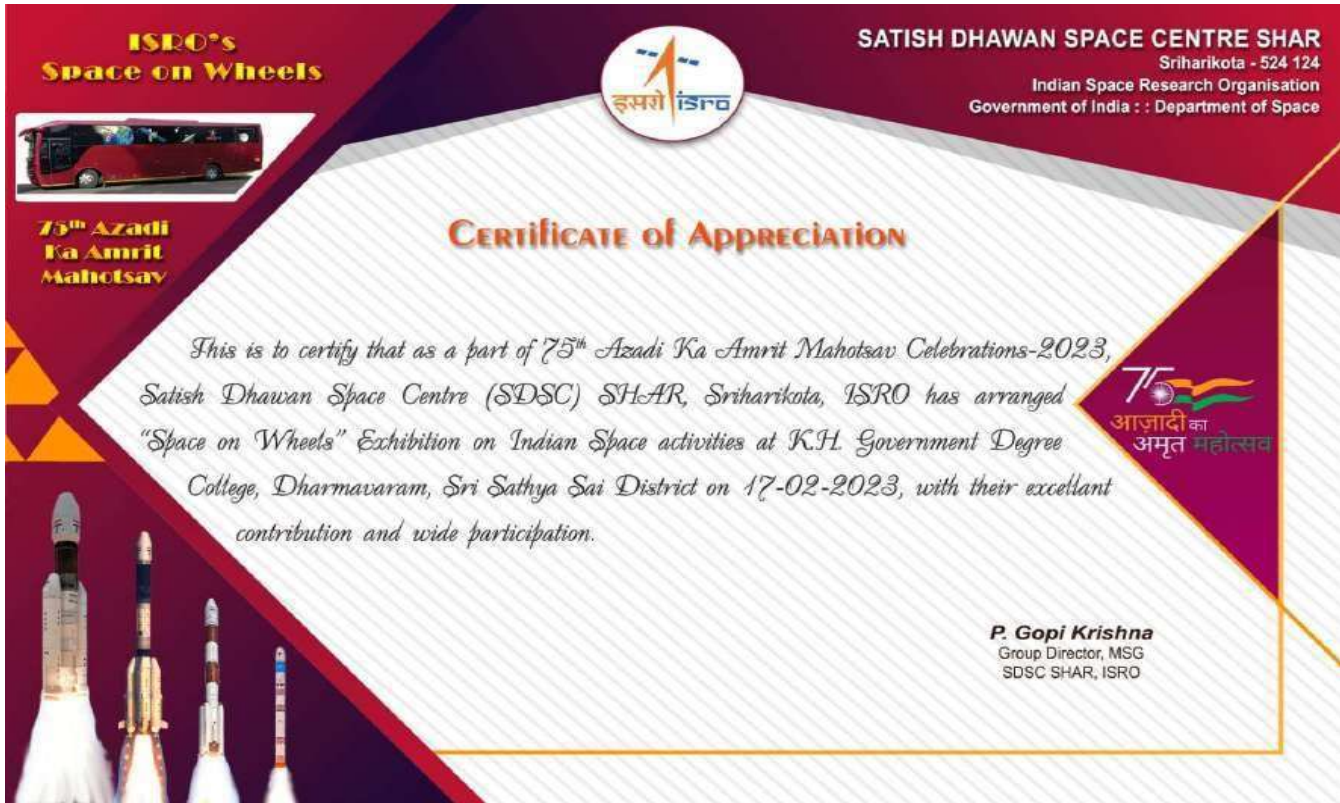 ISRO's
Space on Wheels
75th Azadi
Ka Amrit
Mahotsav
इसरो isro
SATISH DHAWAN SPACE CENTRE SHAR
Sriharikota - 524 124
Indian Space Research Organisation
Government of India : : Department of Space
Certificate of Appreciation
This is to certify that as a part of 75th Azadi Ka Amrit Mahotsav Celebrations-2023,
Satish Dhawan Space Centre (SDSC) SHAR, Sriharikota, ISRO has arranged
“Space on Wheels” Exhibition on Indian Space activities at K.H. Government Degree
College, Dharmavaram, Sri Sathya Sai District on 17-02-2023, with their excellant
contribution and wide participation.
75
आज़ादी का
अमृत महोत्सव
P. Gopi Krishna
Group Director, MSG
SDSC SHAR, ISRO